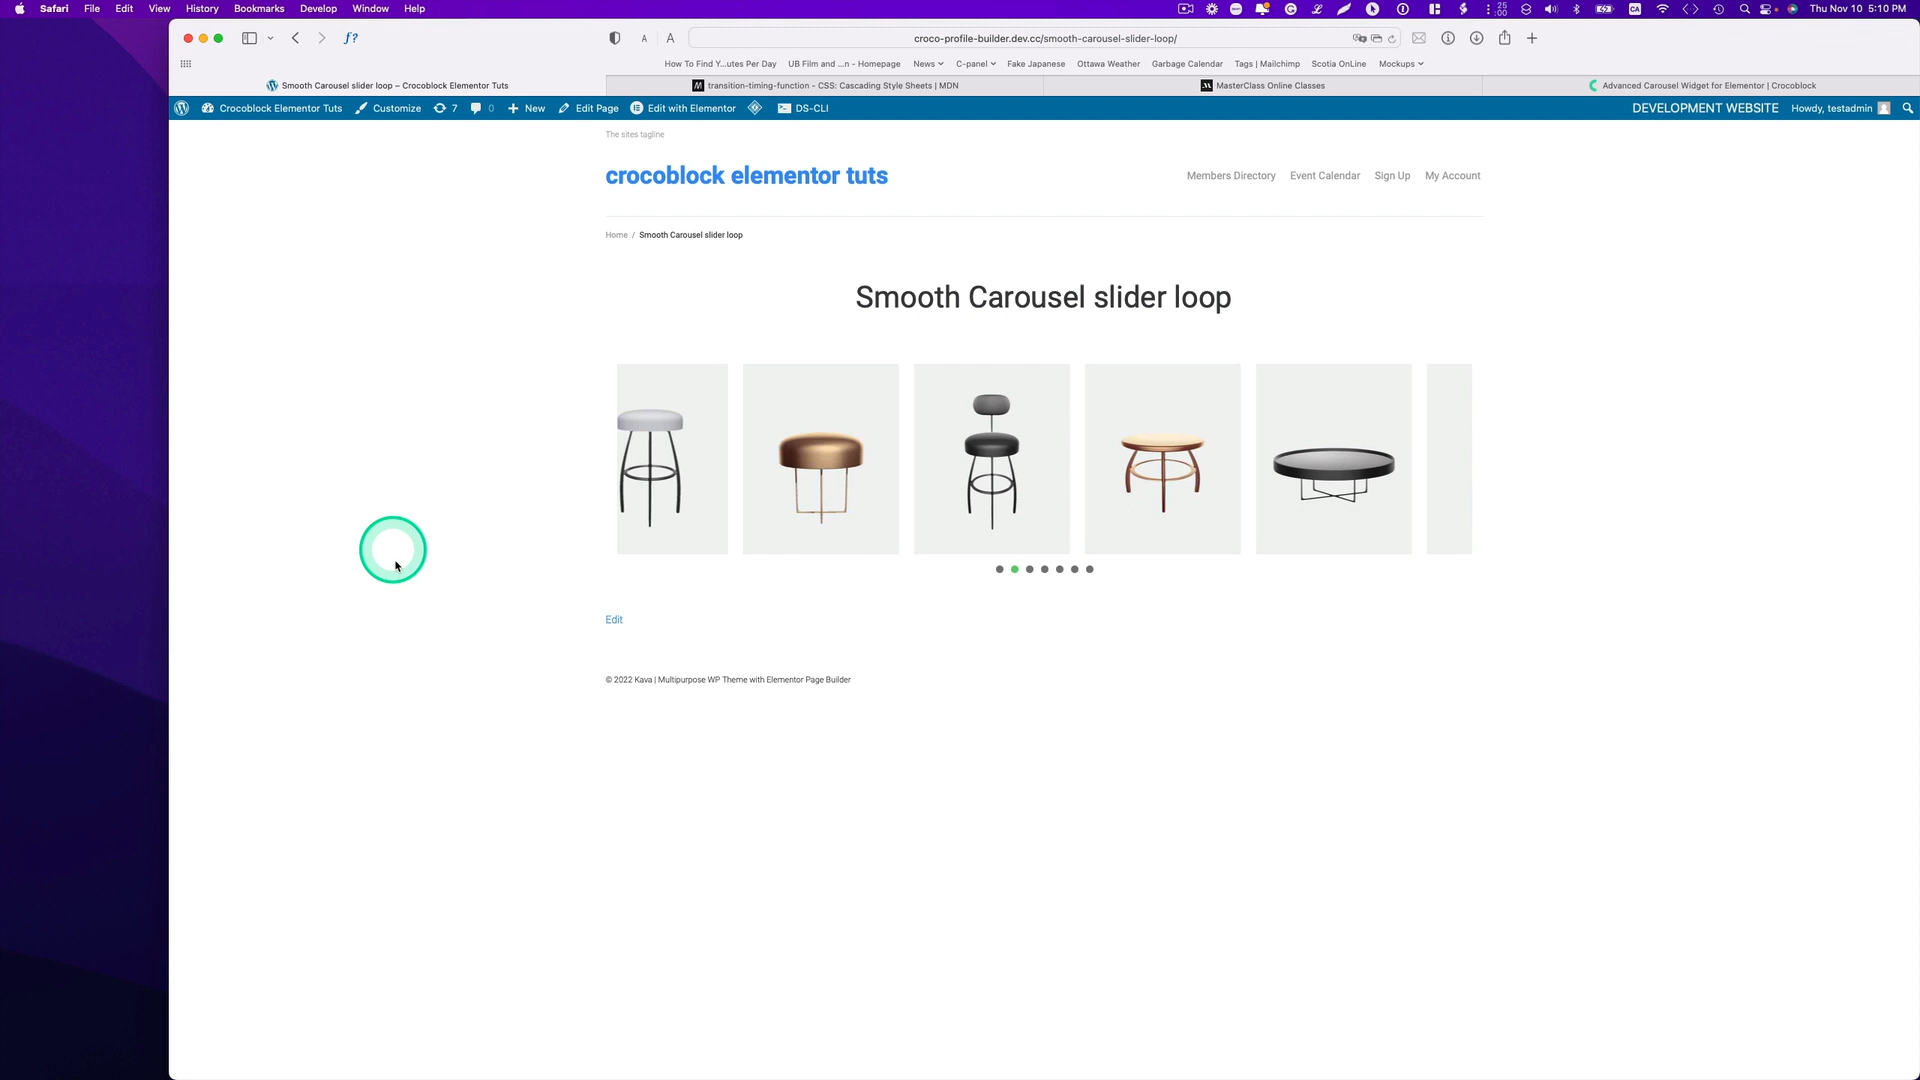 Safari File Edit View History Bookmarks Develop Window Help 25 :00 CA Thu Nov 10 5:10 PM
f? A A croco-profile-builder.dev.cc/smooth-carousel-slider-loop/
How To Find Y...utes Per Day UB Film and ...n - Homepage News C-panel Fake Japanese Ottawa Weather Garbage Calendar Tags | Mailchimp Scotia OnLine Mockups
Smooth Carousel slider loop – Crocoblock Elementor Tuts transition-timing-function - CSS: Cascading Style Sheets | MDN MasterClass Online Classes Advanced Carousel Widget for Elementor | Crocoblock
Crocoblock Elementor Tuts Customize 7 0 New Edit Page Edit with Elementor DS-CLI DEVELOPMENT WEBSITE Howdy, testadmin
The sites tagline
crocoblock elementor tuts Members Directory Event Calendar Sign Up My Account
Home / Smooth Carousel slider loop
Smooth Carousel slider loop
Edit
© 2022 Kava | Multipurpose WP Theme with Elementor Page Builder